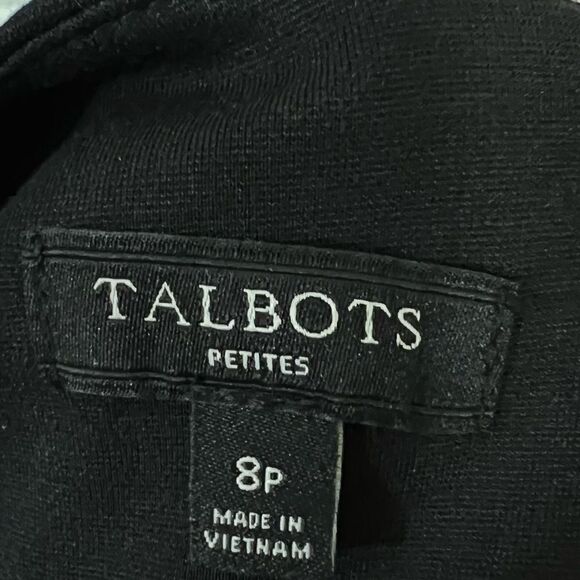 TALBOTS
PETITES
8P
MADE IN
VIETNAM